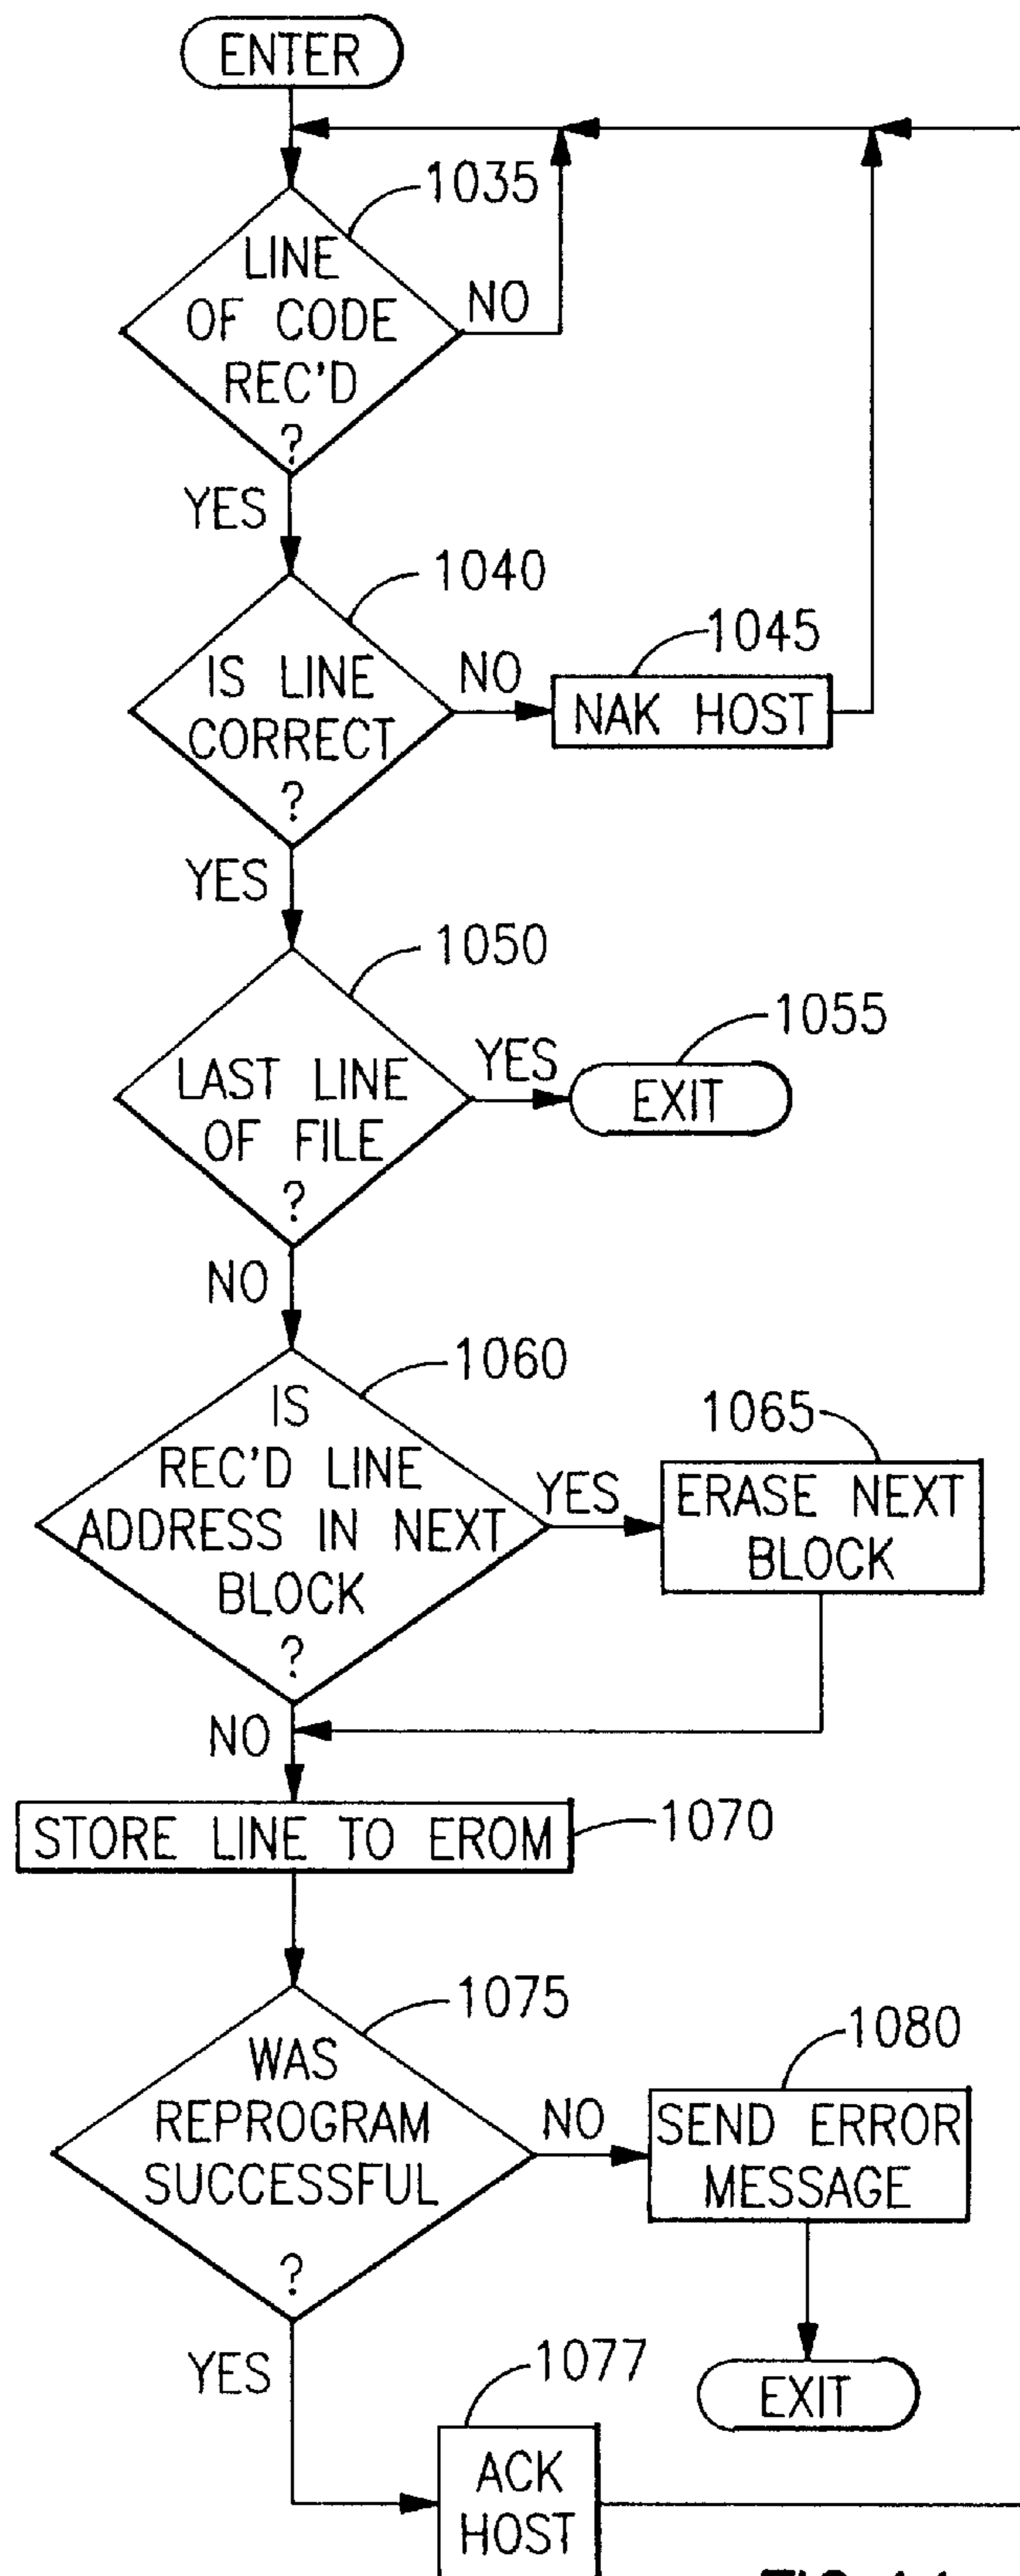 ENTER
1035
LINE
OF CODE
REC'D
?
NO
YES
1040
IS LINE
CORRECT
?
NO
1045
NAK HOST
YES
1050
LAST LINE
OF FILE
?
YES
1055
EXIT
NO
1060
IS
REC'D LINE
ADDRESS IN NEXT
BLOCK
?
YES
1065
ERASE NEXT
BLOCK
NO
STORE LINE TO EROM
1070
1075
WAS
REPROGRAM
SUCCESSFUL
?
NO
1080
SEND ERROR
MESSAGE
EXIT
YES
1077
ACK
HOST